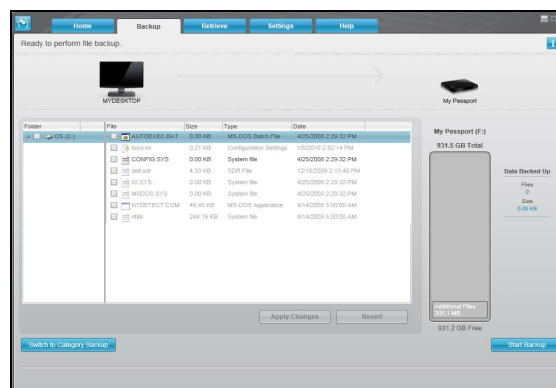 Home Backup Retrieve Settings Help
Ready to perform file backup.
MYDESKTOP
My Passport
Folder File Size Type Date
OS (C:) AUTOEXEC.BAT 0.00 KB MS-DOS Batch File 4/25/2008 2:29:32 PM
boot.ini 0.21 KB Configuration Settings 1/5/2010 2:52:14 PM
CONFIG.SYS 0.00 KB System file 4/25/2008 2:29:32 PM
dell.sdr 4.33 KB SDR File 12/18/2009 2:13:40 PM
IO.SYS 0.00 KB System file 4/25/2008 2:29:32 PM
MSDOS.SYS 0.00 KB System file 4/25/2008 2:29:32 PM
NTDETECT.COM 46.45 KB MS-DOS Application 4/14/2008 5:00:00 AM
ntldr 244.19 KB System file 4/14/2008 5:00:00 AM
Apply Changes Revert
My Passport (F:)
931.5 GB Total
Additional Files
931.2 GB Free
Data Backed Up
Files
0
Size
0.00 KB
Switch to Category Backup
Start Backup